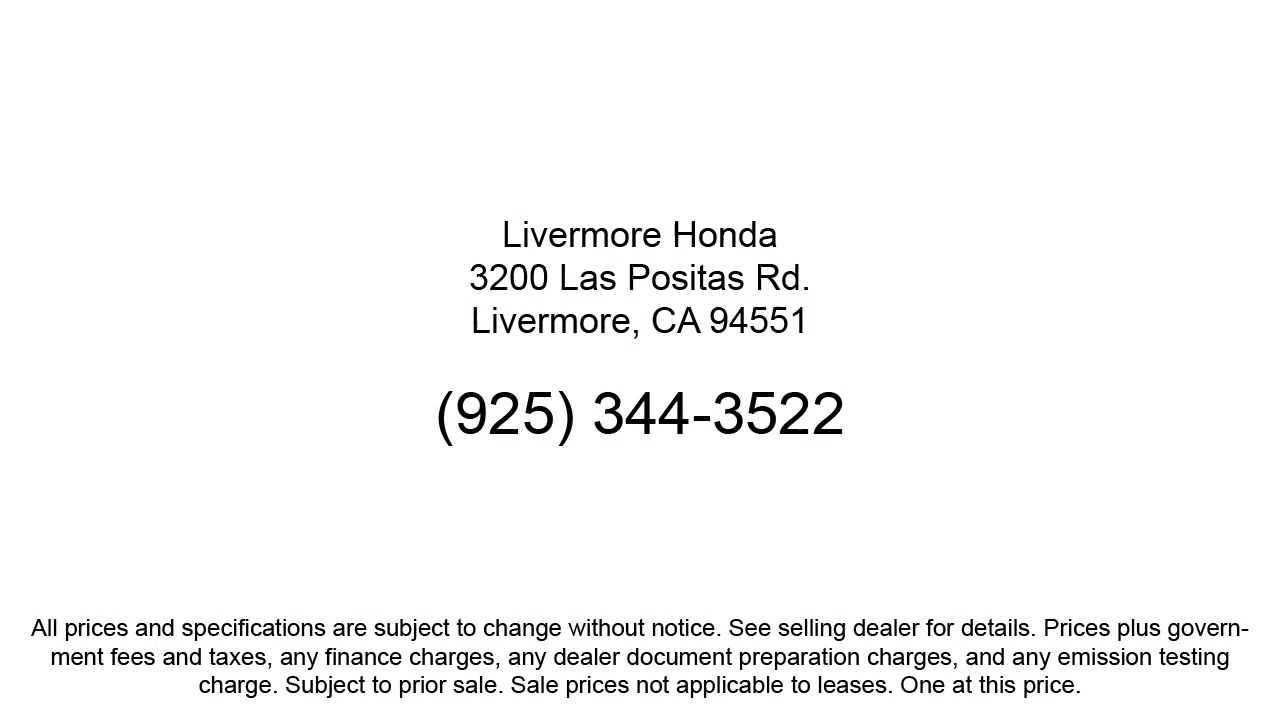 Livermore Honda
3200 Las Positas Rd.
Livermore, CA 94551
(925) 344-3522
All prices and specifications are subject to change without notice. See selling dealer for details. Prices plus govern-
ment fees and taxes, any finance charges, any dealer document preparation charges, and any emission testing
charge. Subject to prior sale. Sale prices not applicable to leases. One at this price.